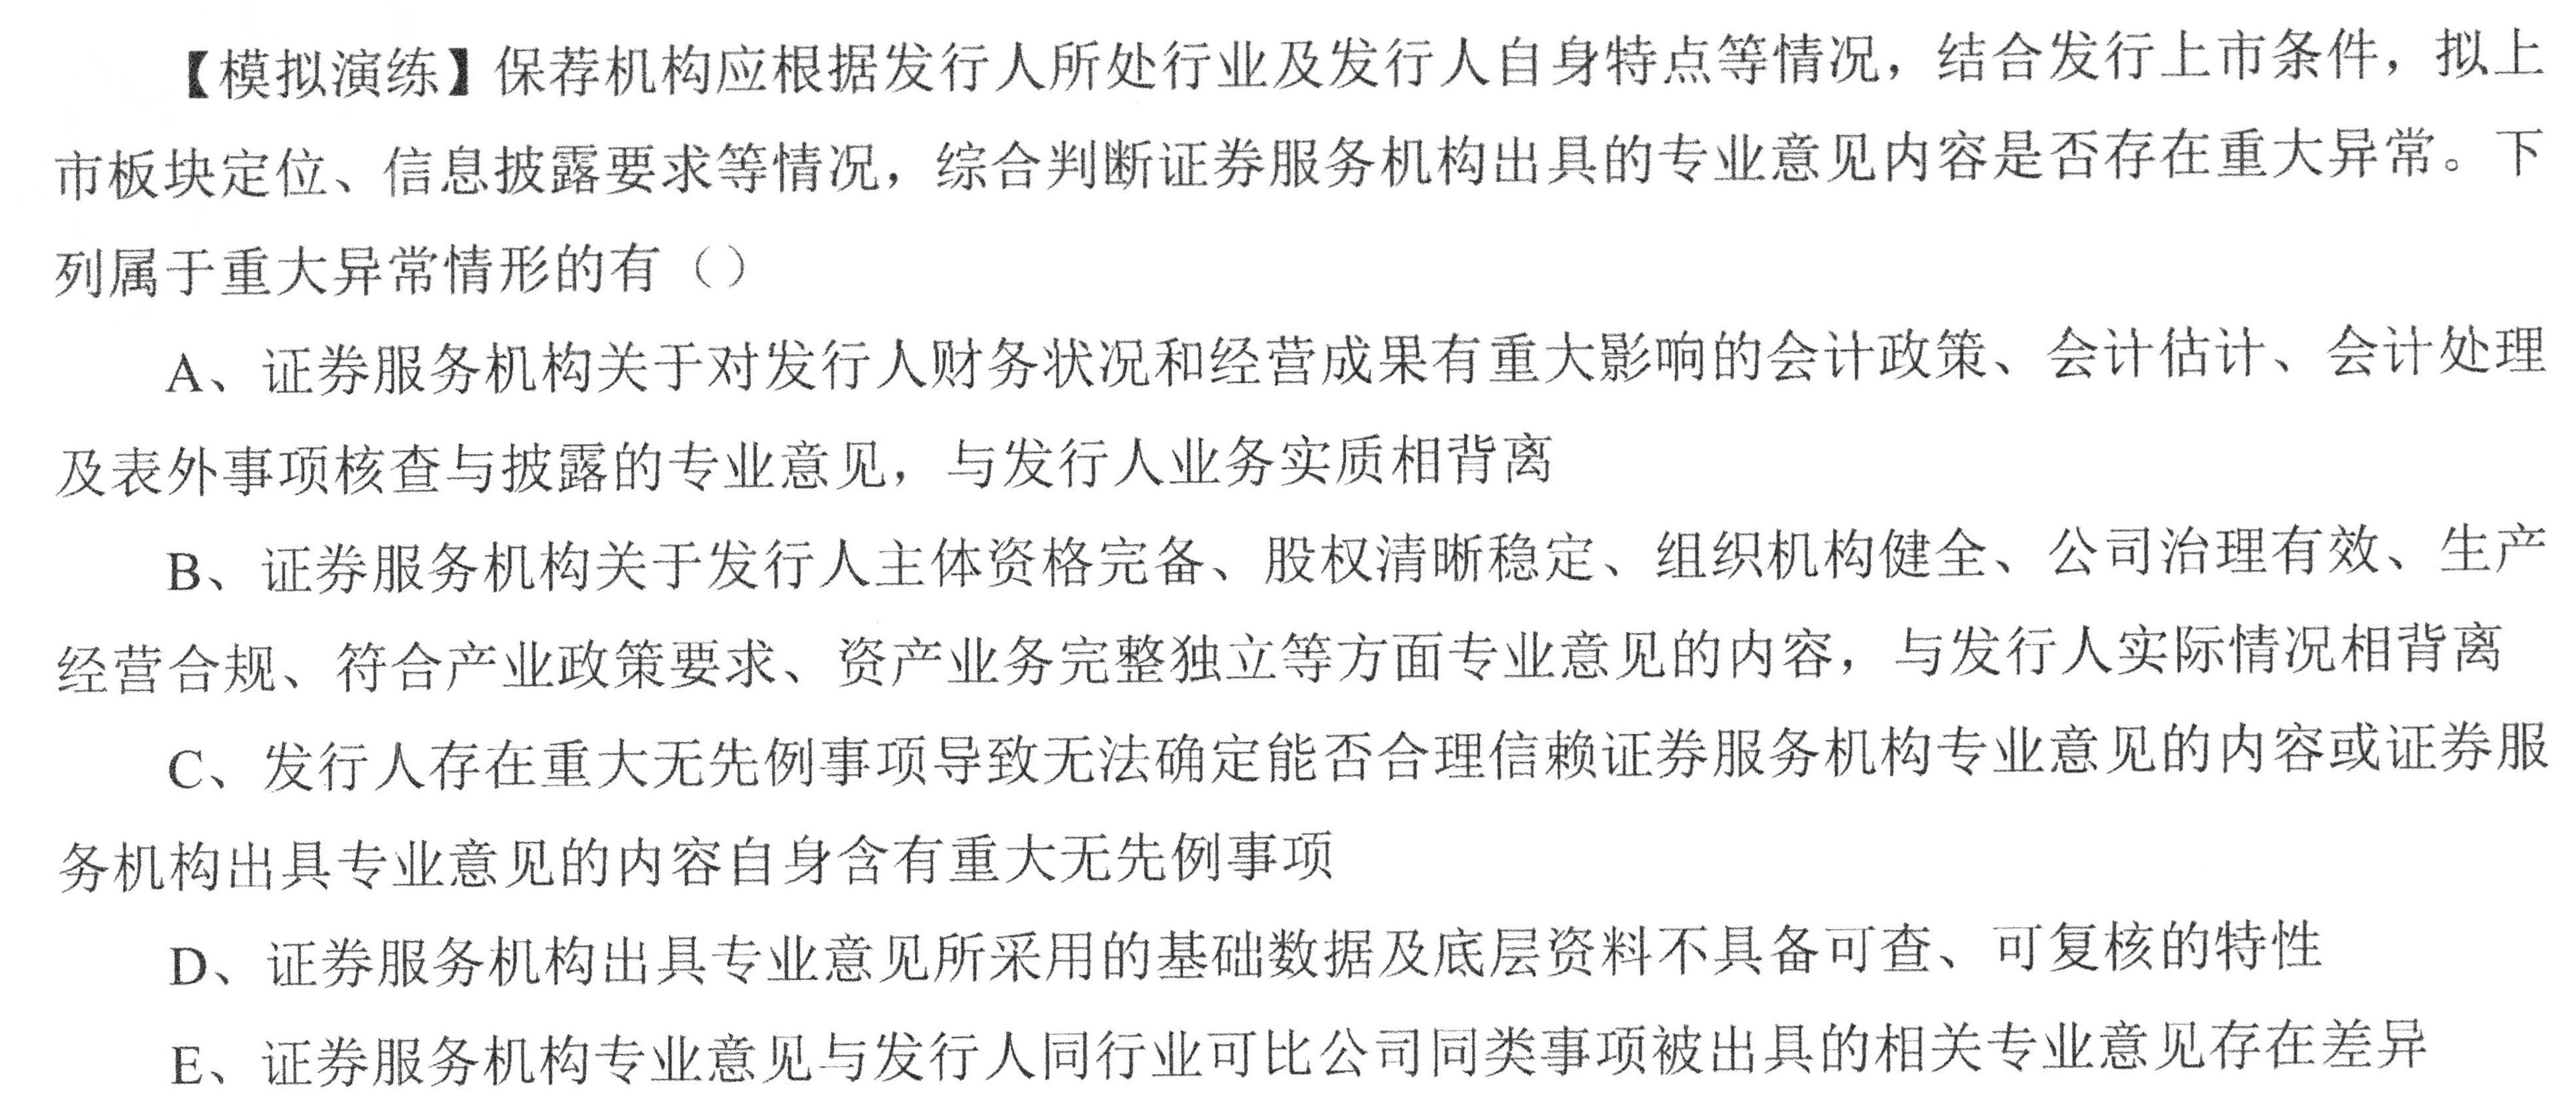 【模拟演练】保荐机构应根据发行人所处行业及发行人自身特点等情况，结合发行上市条件，拟上
市板块定位、信息披露要求等情况，综合判断证券服务机构出具的专业意见内容是否存在重大异常。下
列属于重大异常情形的有（）
A、证券服务机构关于对发行人财务状况和经营成果有重大影响的会计政策、会计估计、会计处理
及表外事项核查与披露的专业意见，与发行人业务实质相背离
B、证券服务机构关于发行人主体资格完备、股权清晰稳定、组织机构健全、公司治理有效、生产
经营合规、符合产业政策要求、资产业务完整独立等方面专业意见的内容，与发行人实际情况相背离
C、发行人存在重大无先例事项导致无法确定能否合理信赖证券服务机构专业意见的内容或证券服
务机构出具专业意见的内容自身含有重大无先例事项
D、证券服务机构出具专业意见所采用的基础数据及底层资料不具备可查、可复核的特性
E、证券服务机构专业意见与发行人同行业可比公司同类事项被出具的相关专业意见存在差异